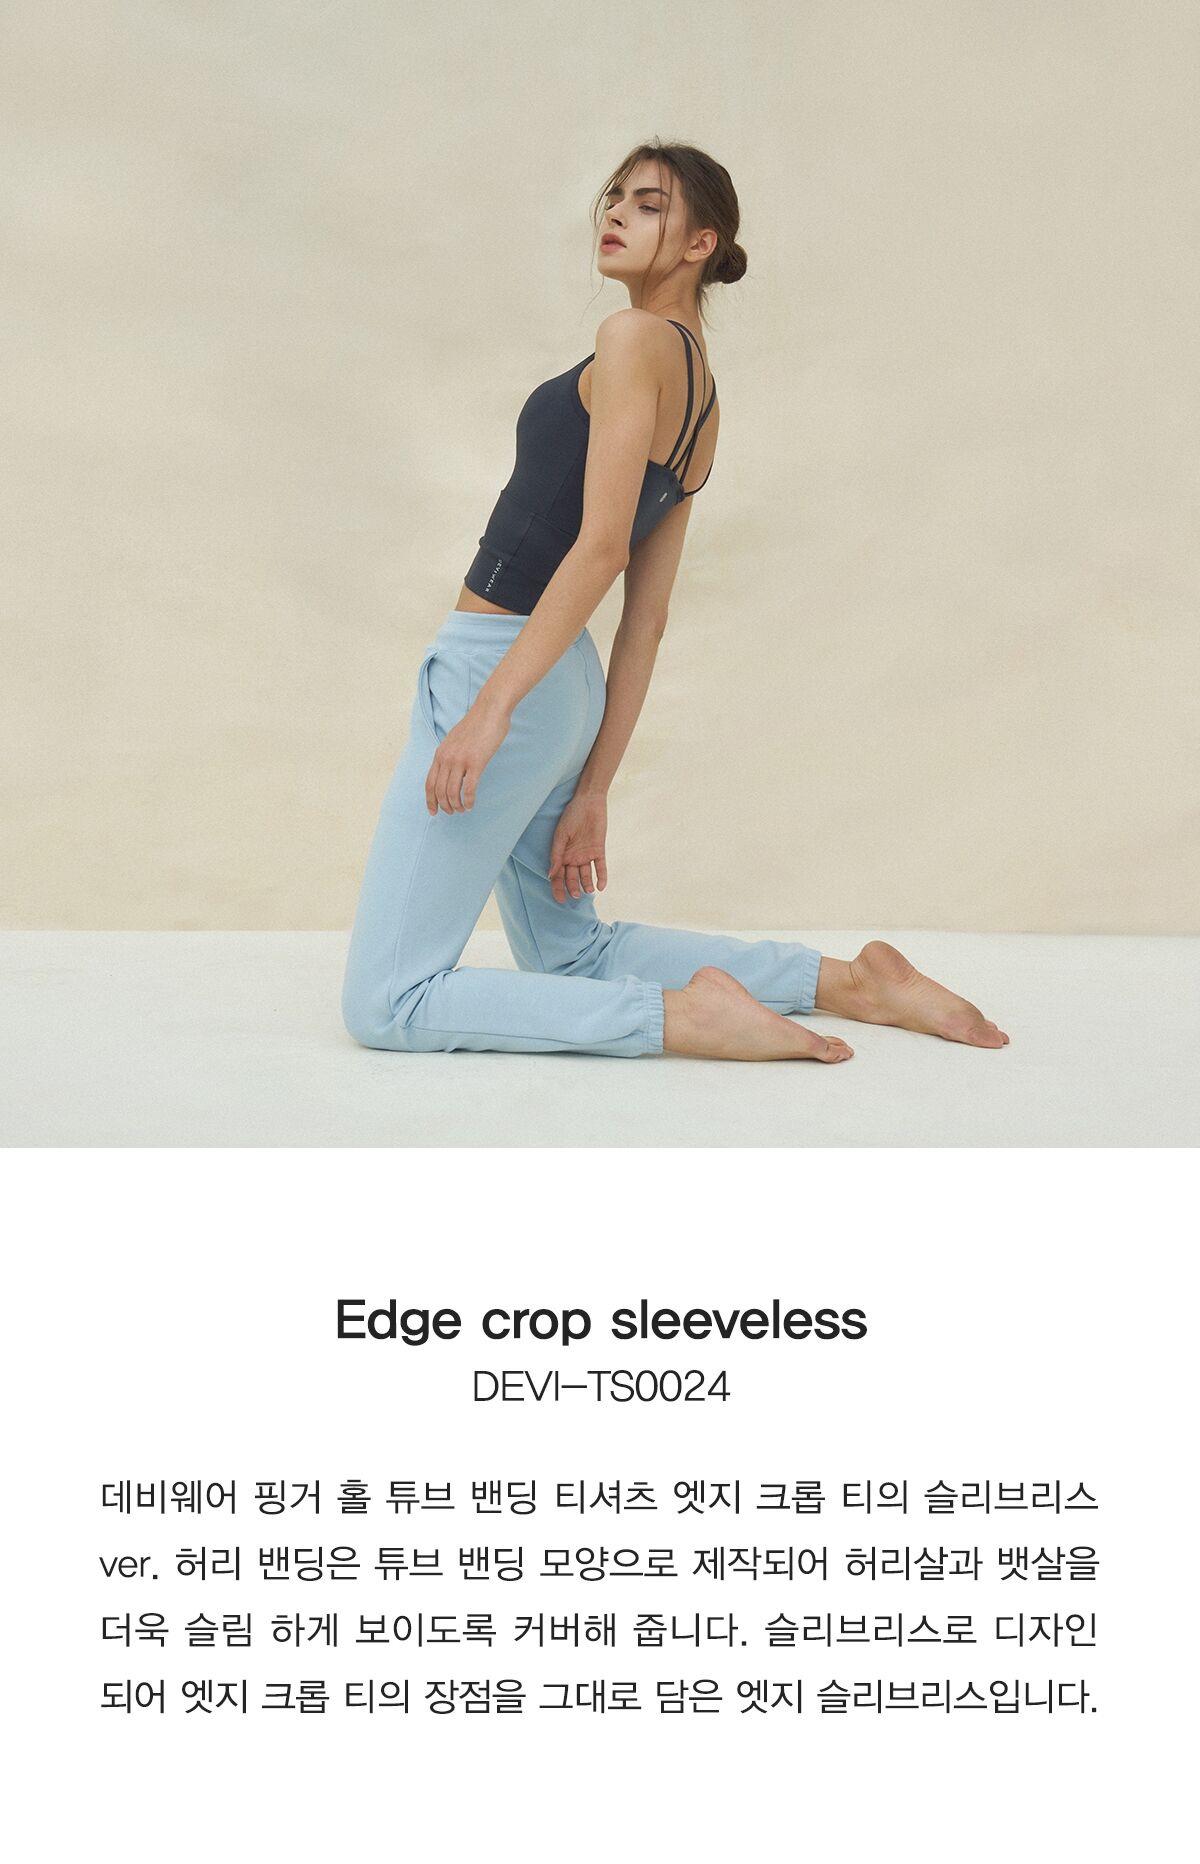 DEVIWEAR
Edge crop sleeveless
DEVI-TS0024
데비웨어 핑거 홀 튜브 밴딩 티셔츠 엣지 크롭 티의 슬리브리스
ver. 허리 밴딩은 튜브 밴딩 모양으로 제작되어 허리살과 뱃살을
더욱 슬림 하게 보이도록 커버해 줍니다. 슬리브리스로 디자인
되어 엣지 크롭 티의 장점을 그대로 담은 엣지 슬리브리스입니다.